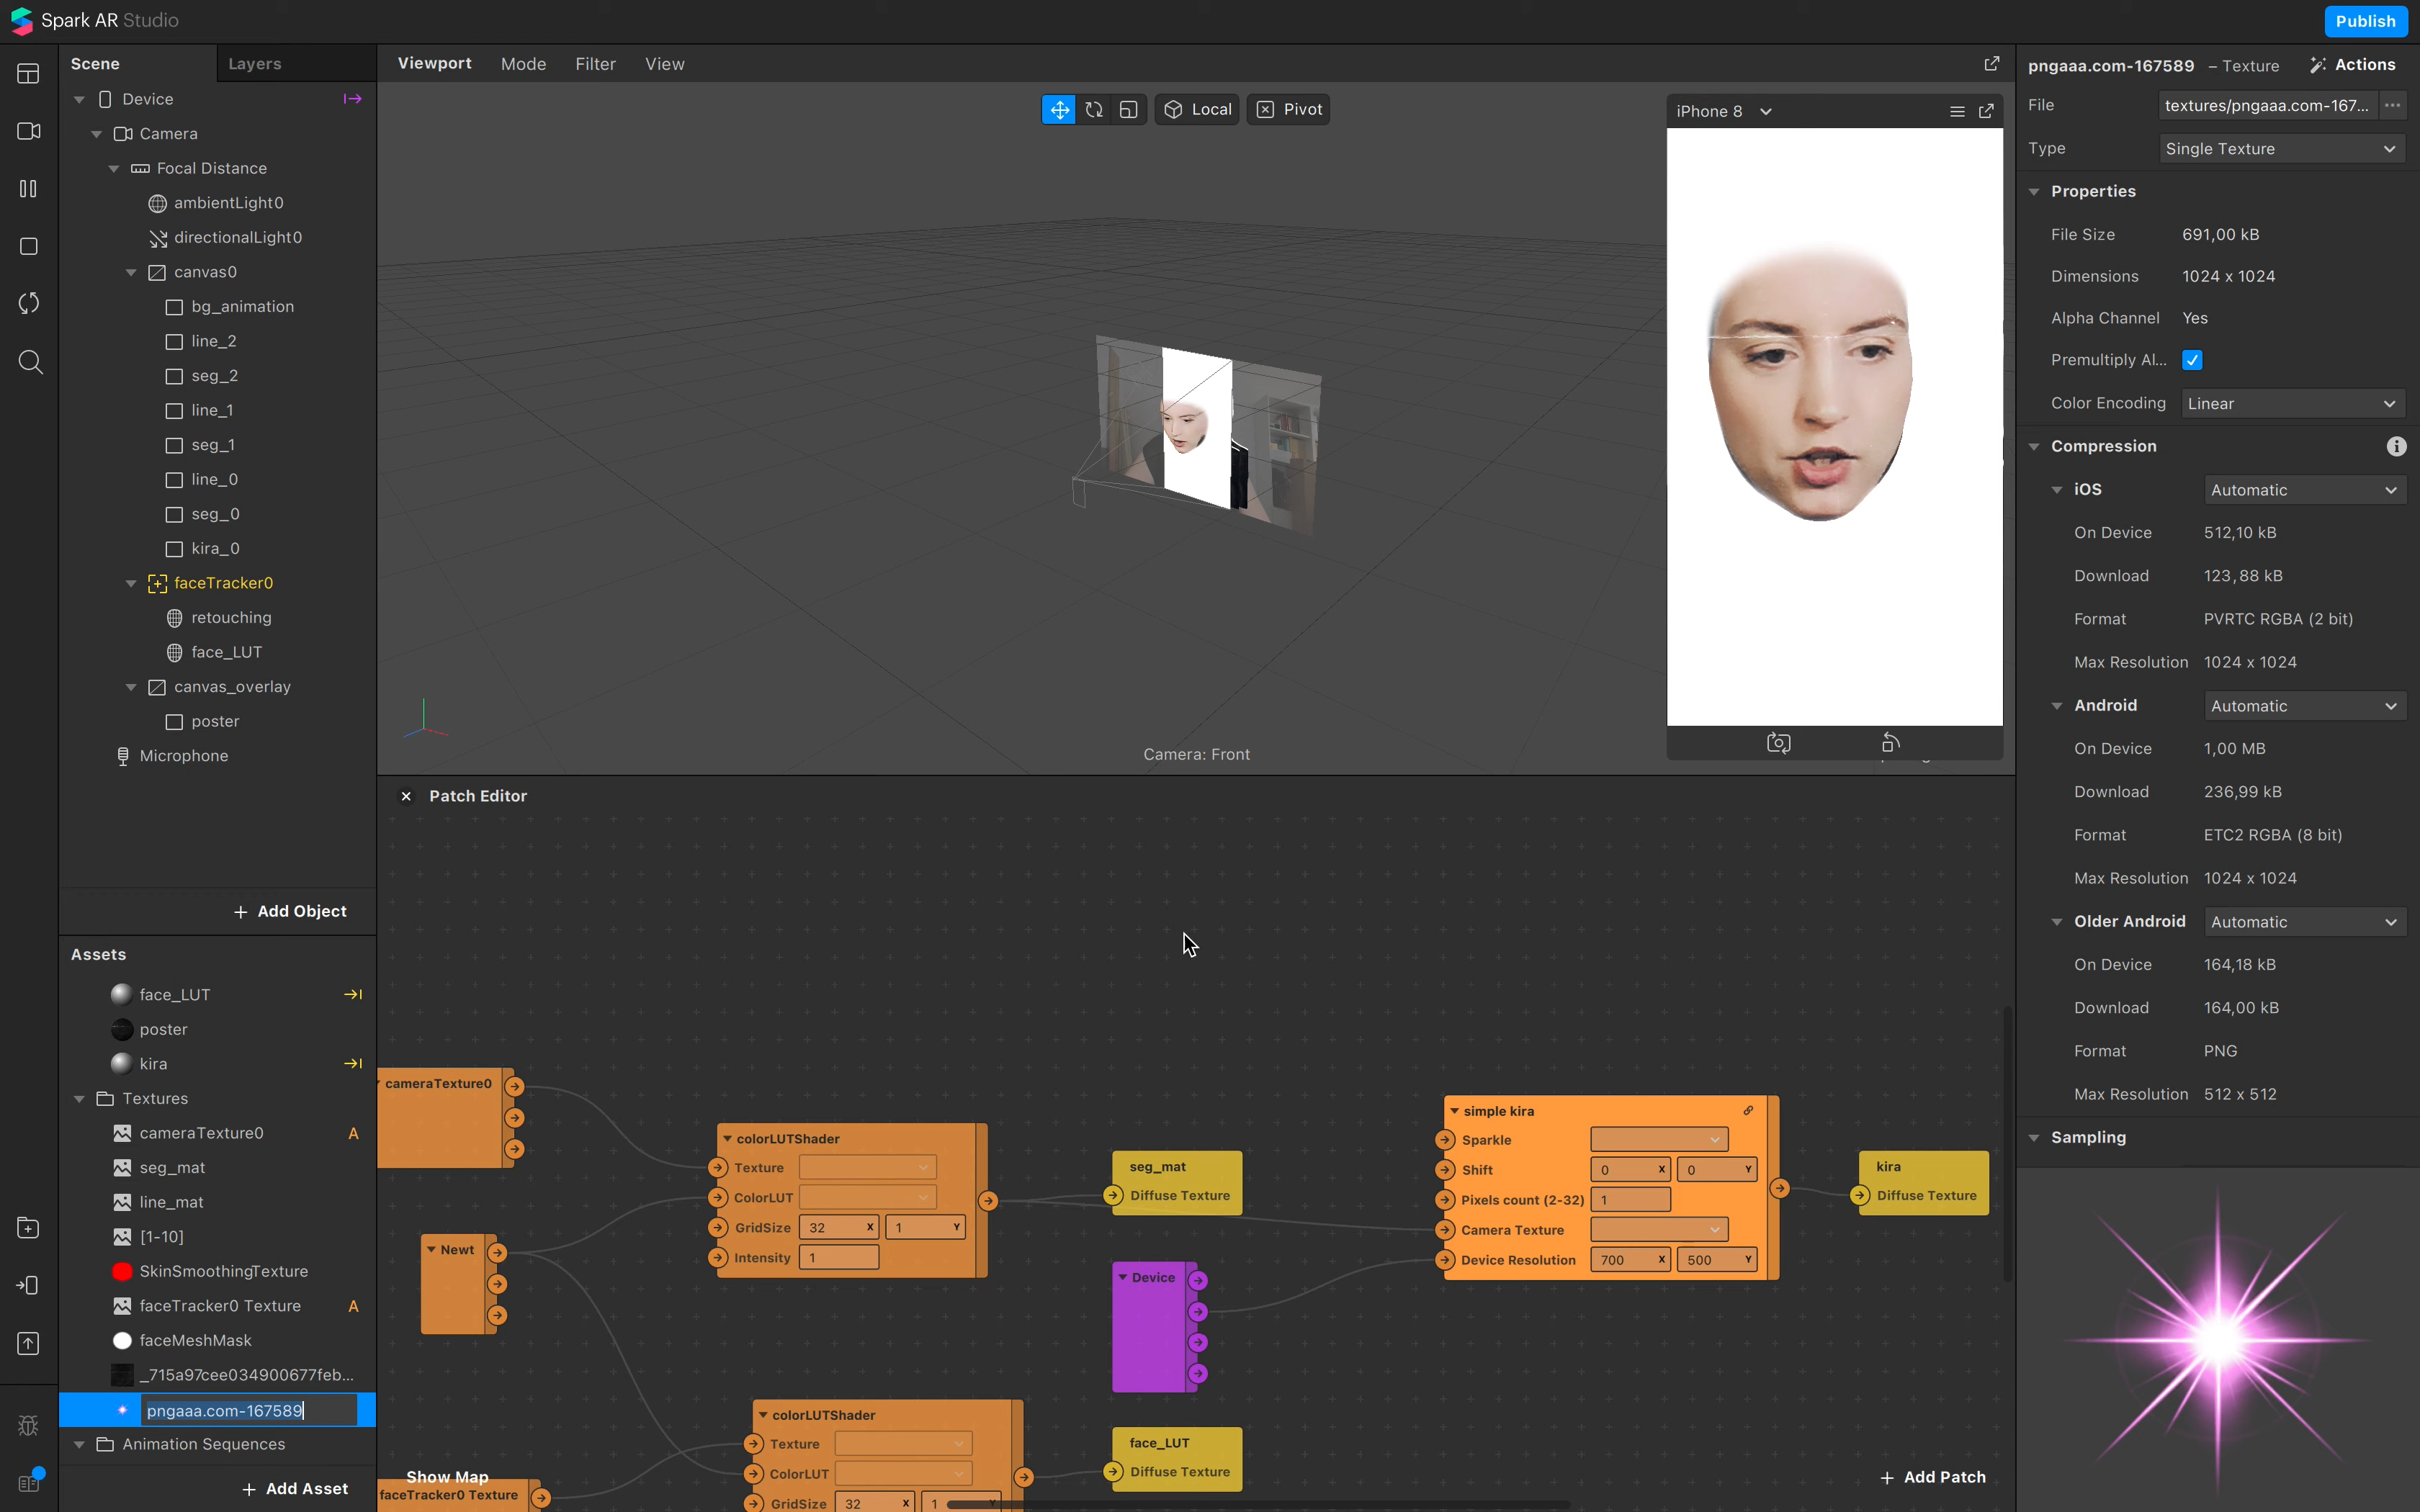 Spark AR Studio
Publish
Scene
Layers
Device
Camera
Focal Distance
ambientLight0
directionalLight0
canvas0
bg_animation
line_2
seg_2
line_1
seg_1
line_0
seg_0
kira_0
faceTracker0
retouching
face_LUT
canvas_overlay
poster
Microphone
+ Add Object
Assets
face_LUT
poster
kira
Textures
cameraTexture0 A
seg_mat
line_mat
[1-10]
SkinSmoothingTexture
faceTracker0 Texture A
faceMeshMask
_715a97cee034900677feb...
pngaaa.com-167589
Animation Sequences
+ Add Asset
Viewport Mode Filter View
Local
Pivot
iPhone 8
Camera: Front
Patch Editor
cameraTexture0
Newt
Show Map
faceTracker0 Texture
colorLUTShader
Texture
ColorLUT
GridSize 32 X 1 Y
Intensity 1
colorLUTShader
Texture
ColorLUT
GridSize 32 X 1 Y
seg_mat
Diffuse Texture
Device
face_LUT
Diffuse Texture
simple kira
Sparkle
Shift 0 X 0 Y
Pixels count (2-32) 1
Camera Texture
Device Resolution 700 X 500 Y
kira
Diffuse Texture
+ Add Patch
pngaaa.com-167589 – Texture
Actions
File textures/pngaaa.com-167... ...
Type Single Texture
Properties
File Size 691,00 kB
Dimensions 1024 x 1024
Alpha Channel Yes
Premultiply Al...
Color Encoding Linear
Compression
iOS Automatic
On Device 512,10 kB
Download 123,88 kB
Format PVRTC RGBA (2 bit)
Max Resolution 1024 x 1024
Android Automatic
On Device 1,00 MB
Download 236,99 kB
Format ETC2 RGBA (8 bit)
Max Resolution 1024 x 1024
Older Android Automatic
On Device 164,18 kB
Download 164,00 kB
Format PNG
Max Resolution 512 x 512
Sampling